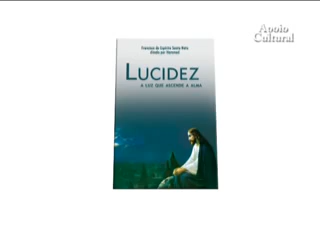 Apoio
Cultural
Francisco do Espírito Santo Neto
ditado por Hammed
LUCIDEZ
A LUZ QUE ACENDE A ALMA